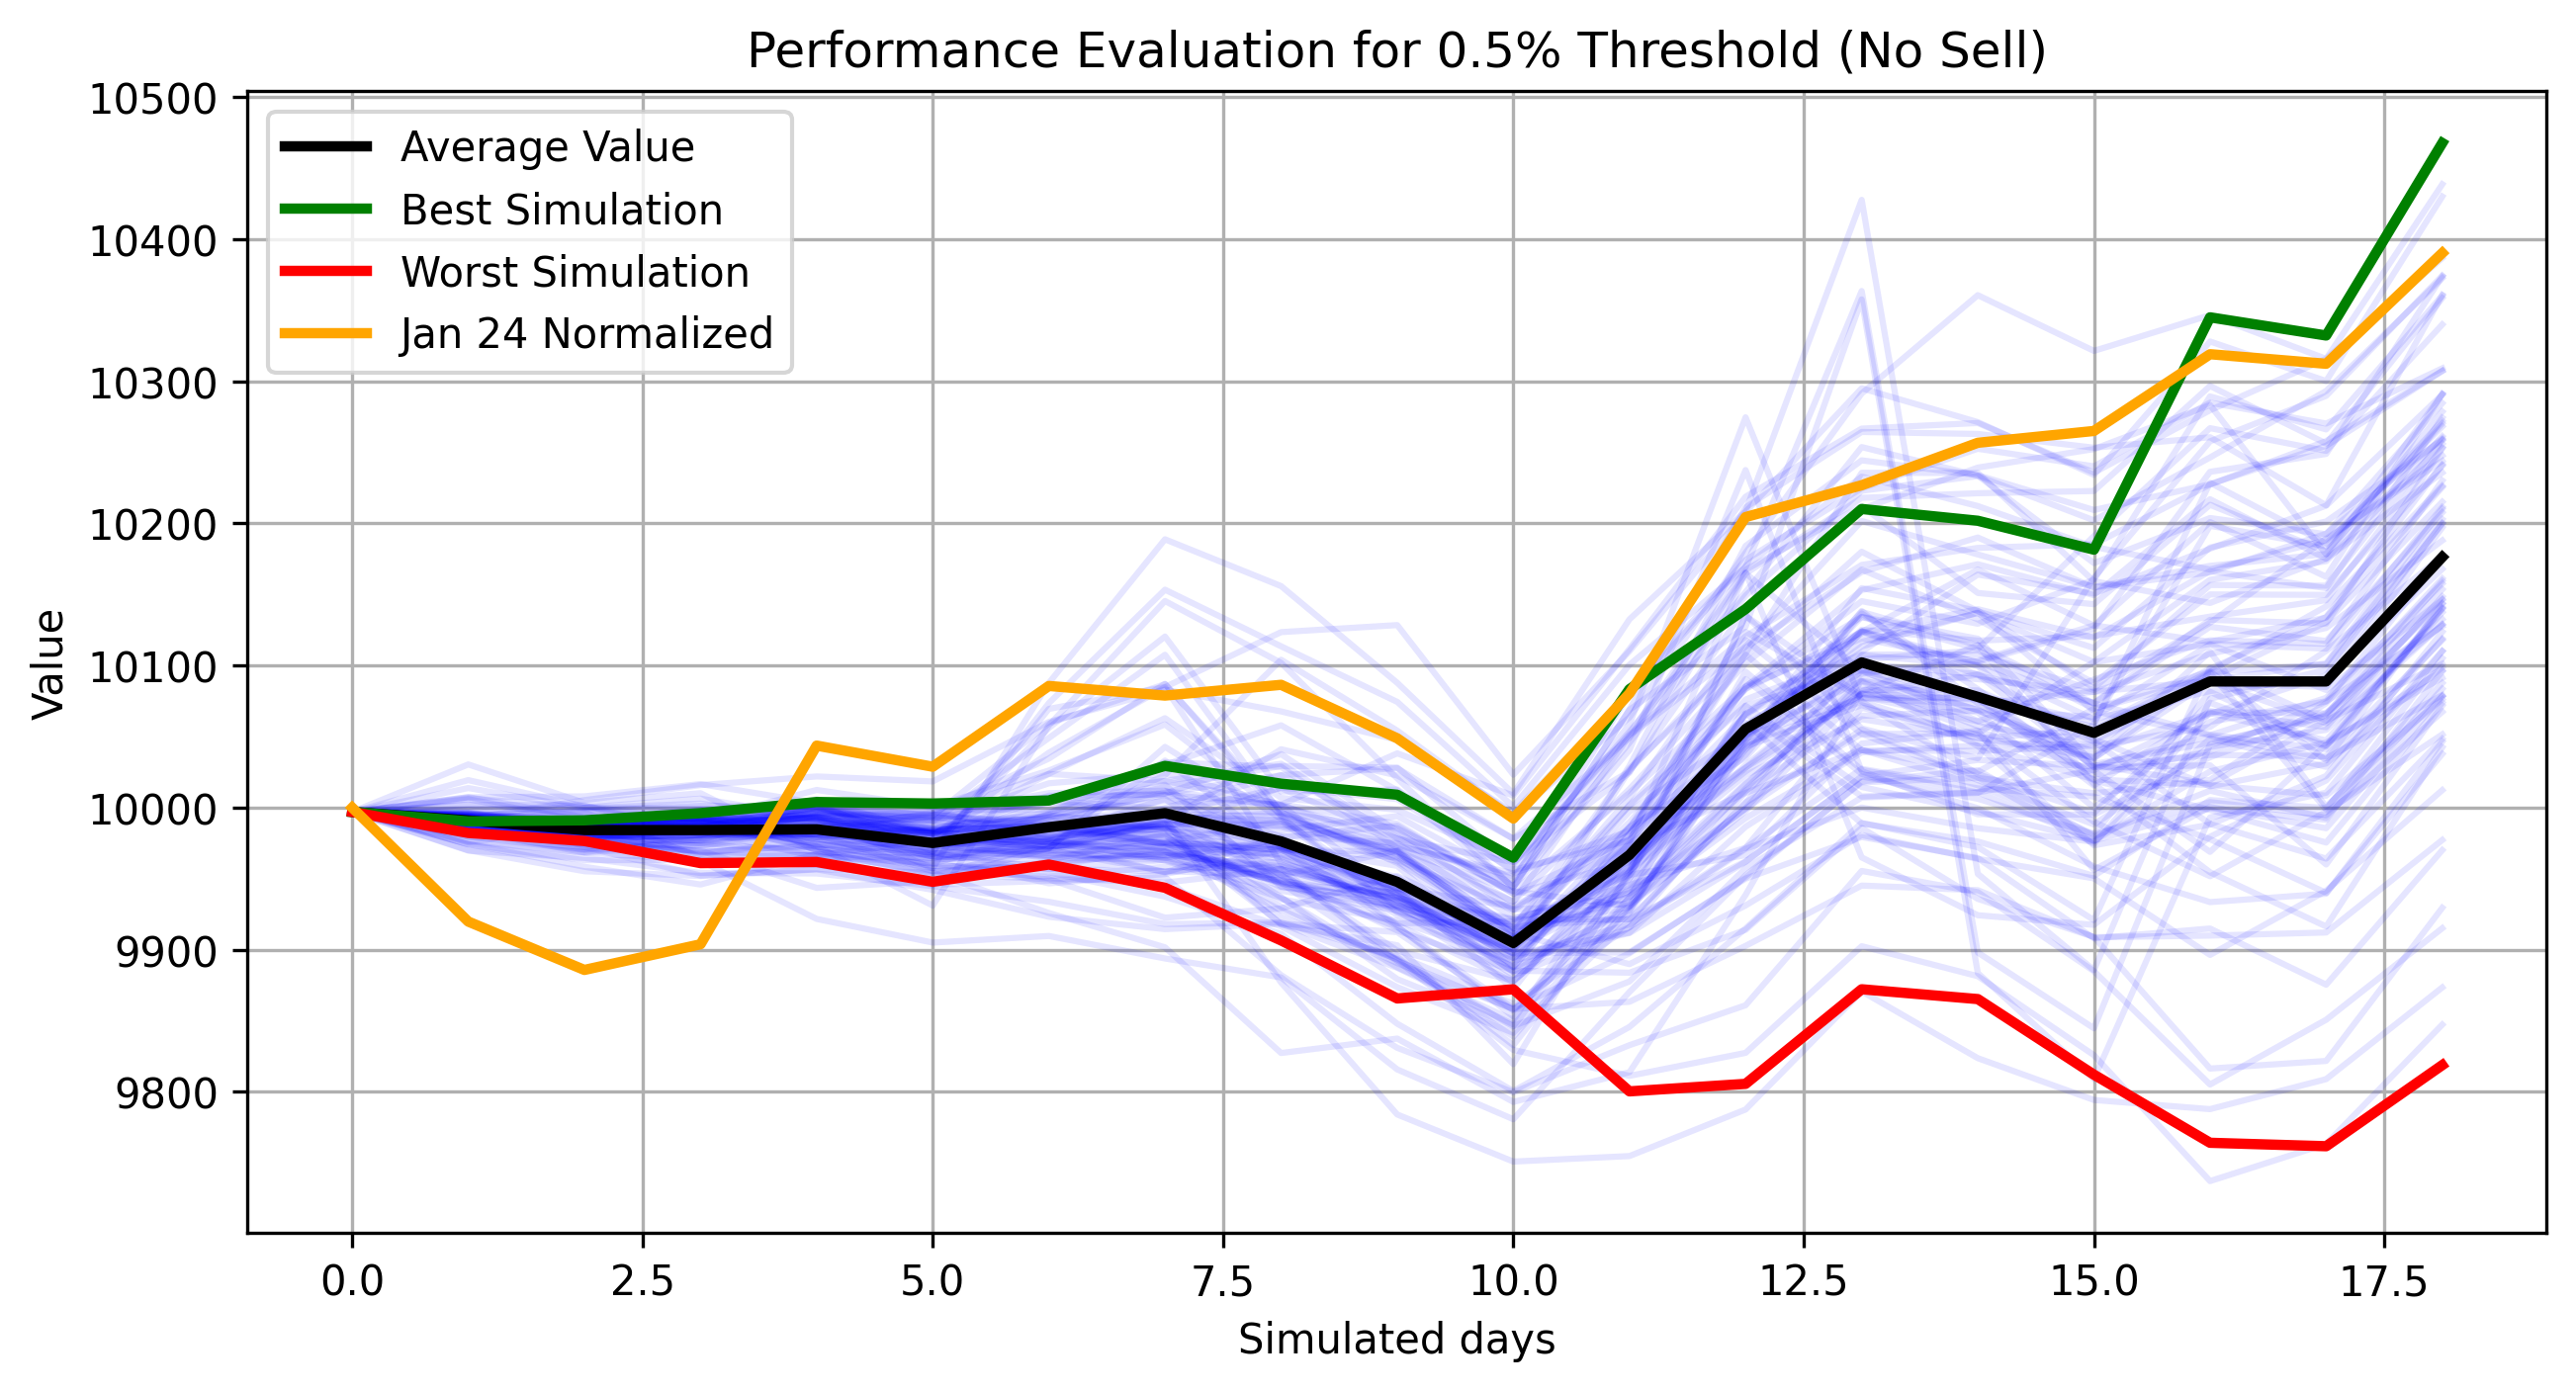 Performance Evaluation for 0.5% Threshold (No Sell)
Average Value
Best Simulation
Worst Simulation
Jan 24 Normalized
Value
10500
10400
10300
10200
10100
10000
9900
9800
0.0 2.5 5.0 7.5 10.0 12.5 15.0 17.5
Simulated days